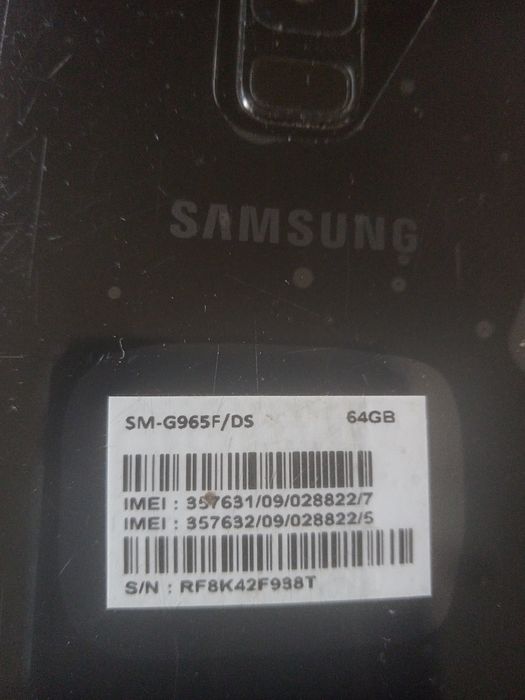 SAMSUNG
SM-G965F/DS 64GB
IMEI : 357631/09/028822/7
IMEI : 357632/09/028822/5
S/N : RF8K42F938T